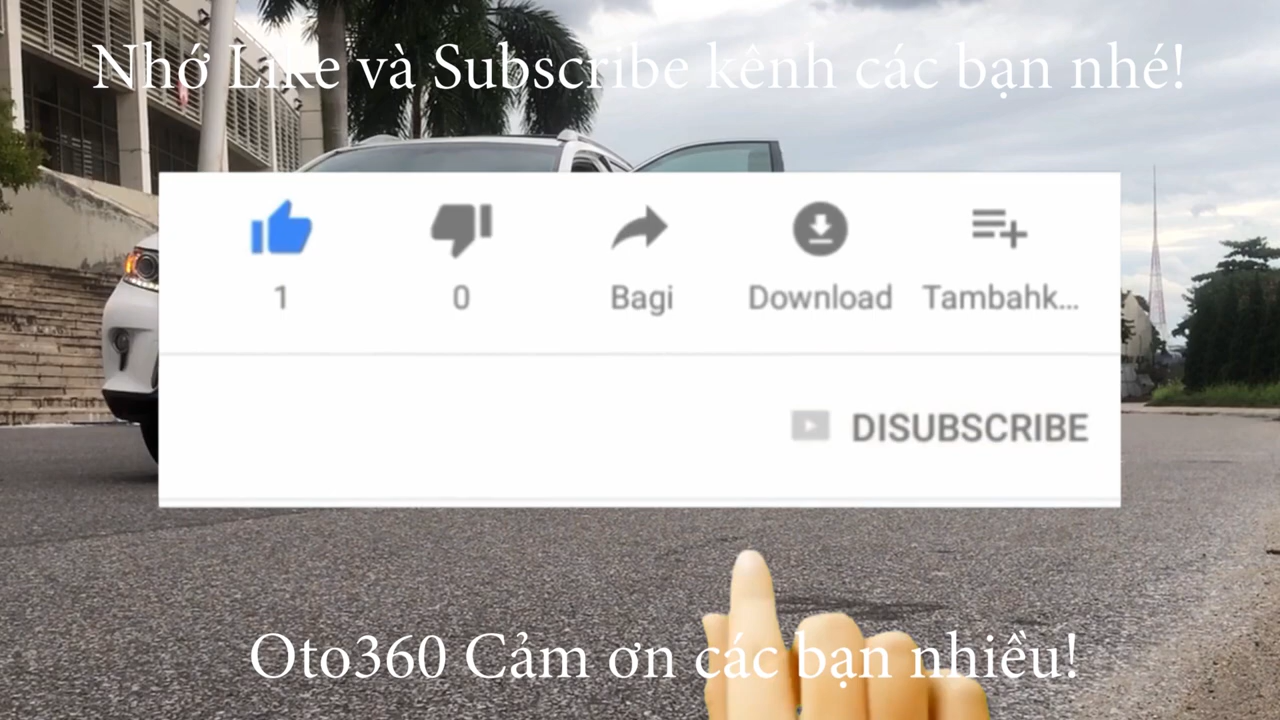 Nhớ Like và Subscribe kênh các bạn nhé!
1 0 Bagi Download Tambahk...
DISUBSCRIBE
Oto360 Cảm ơn các bạn nhiều!